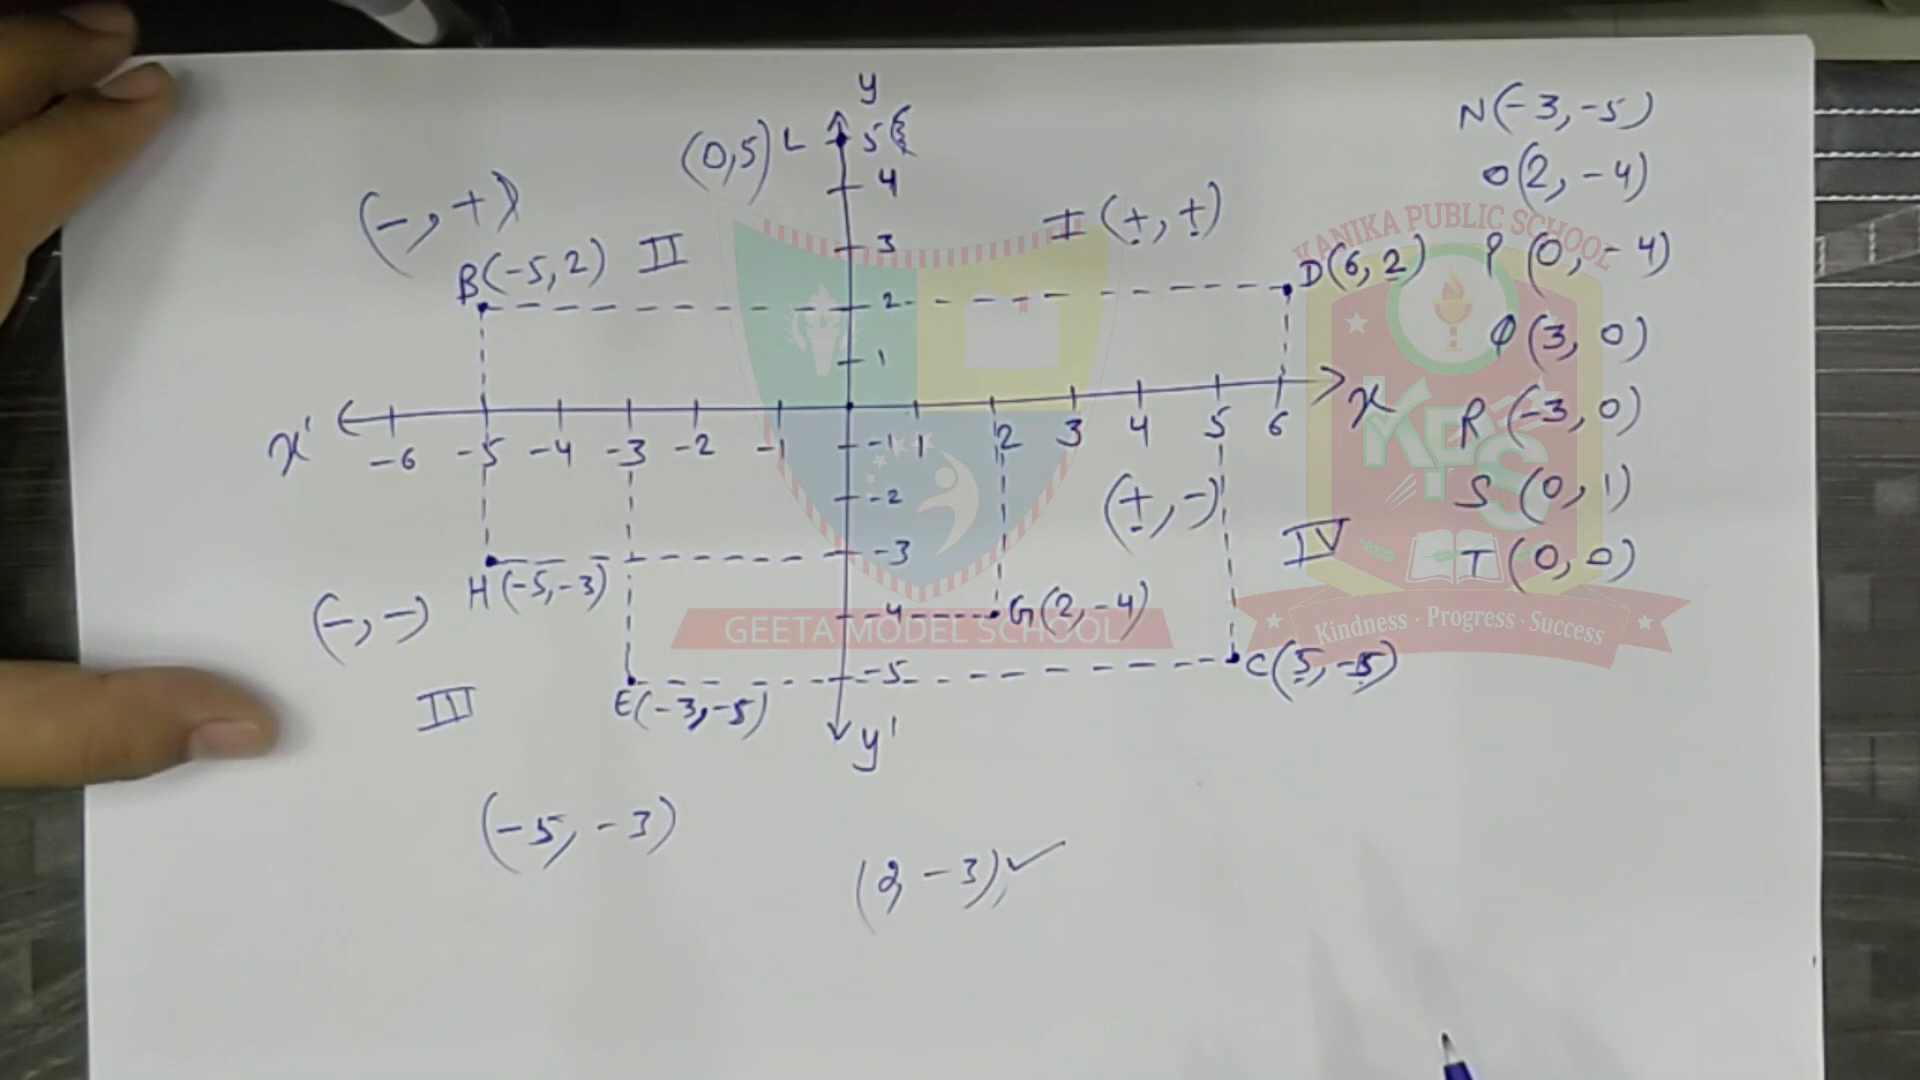 y
(0,5) L 5
4
(-, +)
3
I (+, +)
B(-5,2) II
D(6,2)
2
1
x' -6 -5 -4 -3 -2 -1 1 2 3 4 5 6 x
-1
-2
(+, -)
IV
-3
H(-5,-3)
(-, -)
-4 G(2,-4)
-5 C(5,-5)
III E(-3,-5)
y'
(-5, -3)
(2, -3) ✓
N(-3, -5)
O(2, -4)
P(0, -4)
Q(3, 0)
R(-3, 0)
S(0, 1)
T(0, 0)
GEETA MODEL SCHOOL
KANIKA PUBLIC SCHOOL
KPS
Kindness · Progress · Success